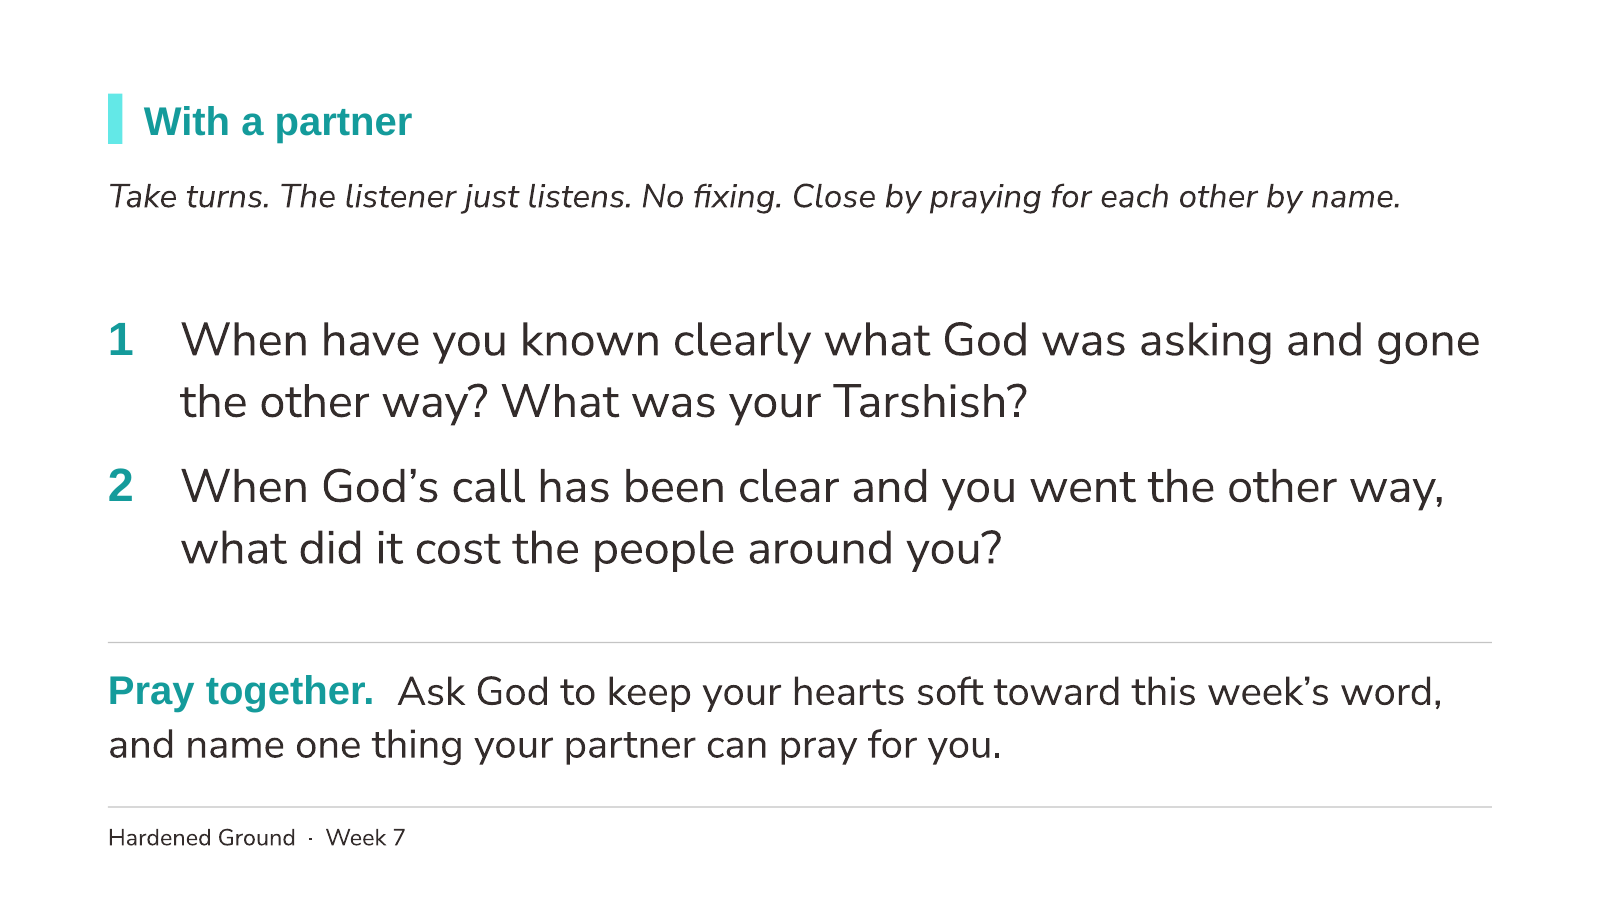 With a partner
Take turns. The listener just listens. No fixing. Close by praying for each other by name.
1 When have you known clearly what God was asking and gone
the other way? What was your Tarshish?
2 When God’s call has been clear and you went the other way,
what did it cost the people around you?
Pray together. Ask God to keep your hearts soft toward this week’s word,
and name one thing your partner can pray for you.
Hardened Ground · Week 7